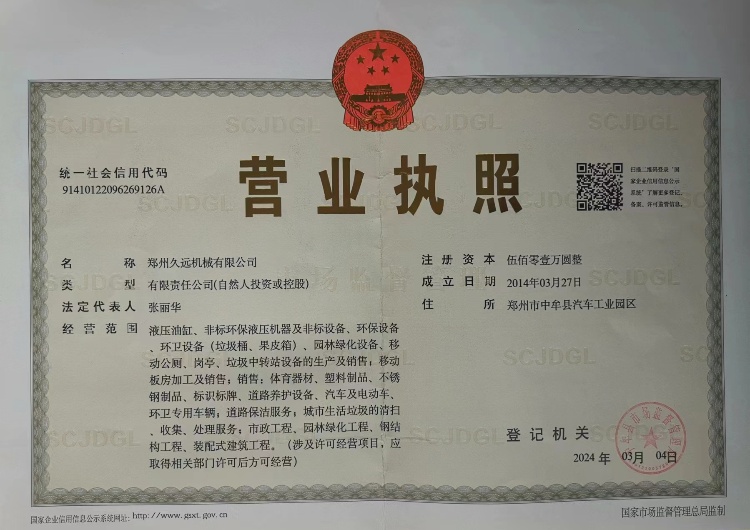 统一社会信用代码
91410122096269126A
营业执照
扫描二维码登录“国
家企业信用信息公示
系统”了解更多登记、
备案、许可监管信息。
名 称 郑州久远机械有限公司
类 型 有限责任公司(自然人投资或控股)
法定代表人 张丽华
经营范围 液压油缸、非标环保液压机器及非标设备、环保设备
、环卫设备（垃圾桶、果皮箱）、园林绿化设备、移
动公厕、岗亭、垃圾中转站设备的生产及销售；移动
板房加工及销售；销售：体育器材、塑料制品、不锈
钢制品、标识标牌、道路养护设备、汽车及电动车、
环卫专用车辆；道路保洁服务；城市生活垃圾的清扫
、收集、处理服务；市政工程、园林绿化工程、钢结
构工程、装配式建筑工程。（涉及许可经营项目，应
取得相关部门许可后方可经营）
注册资本 伍佰零壹万圆整
成立日期 2014年03月27日
住 所 郑州市中牟县汽车工业园区
登记机关
2024 年 03月 04日
国家企业信用信息公示系统网址：http://www.gsxt.gov.cn
国家市场监督管理总局监制
SCJDGL